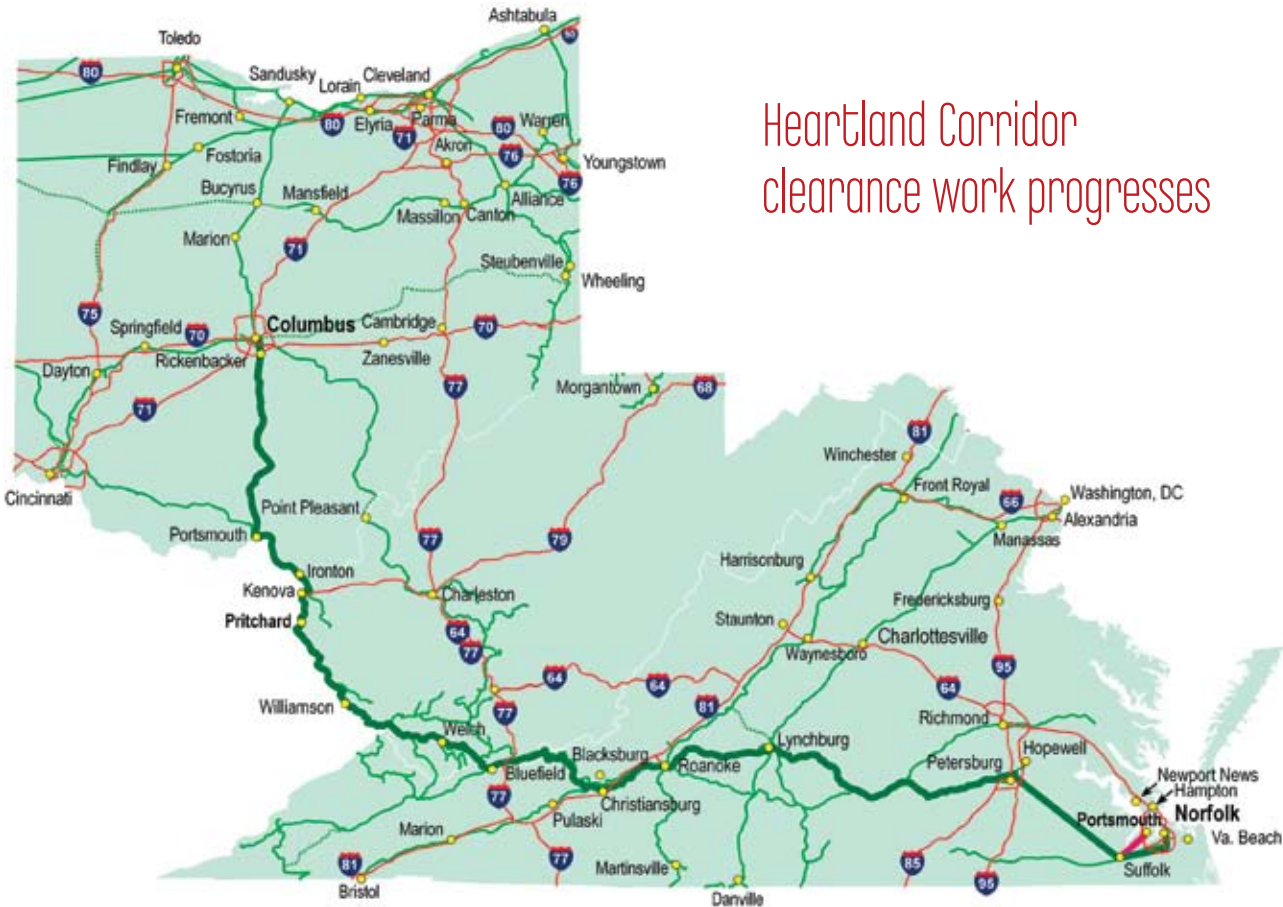 Ashtabula
90
Toledo
80
Sandusky
Lorain
Cleveland
Heartland Corridor
clearance work progresses
Fremont
80
Elyria
Parma
71
80
Warren
Akron
76
Youngstown
Findlay
Fostoria
76
Bucyrus
Mansfield
Massillon
Canton
Alliance
Marion
71
Steubenville
Wheeling
75
Springfield
70
Columbus
Cambridge
70
Rickenbacker
Zanesville
Dayton
77
Morgantown
68
71
81
Winchester
Cincinnati
Front Royal
66
Washington, DC
Point Pleasant
Alexandria
Manassas
Portsmouth
77
79
Harrisonburg
Ironton
Kenova
Charleston
Fredericksburg
Pritchard
64
Staunton
Charlottesville
Waynesboro
77
95
64
64
64
Williamson
77
81
Richmond
Welch
Blacksburg
Lynchburg
Hopewell
Bluefield
Roanoke
Petersburg
Newport News
Hampton
77
Christiansburg
Norfolk
Portsmouth
Pulaski
Va. Beach
Marion
81
77
Martinsville
85
95
Suffolk
Bristol
Danville